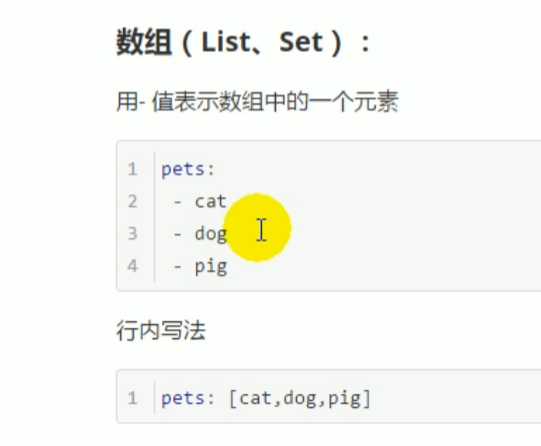 数组（List、Set）：
用- 值表示数组中的一个元素
1 pets:
2  - cat
3  - dog
4  - pig
行内写法
1 pets: [cat,dog,pig]